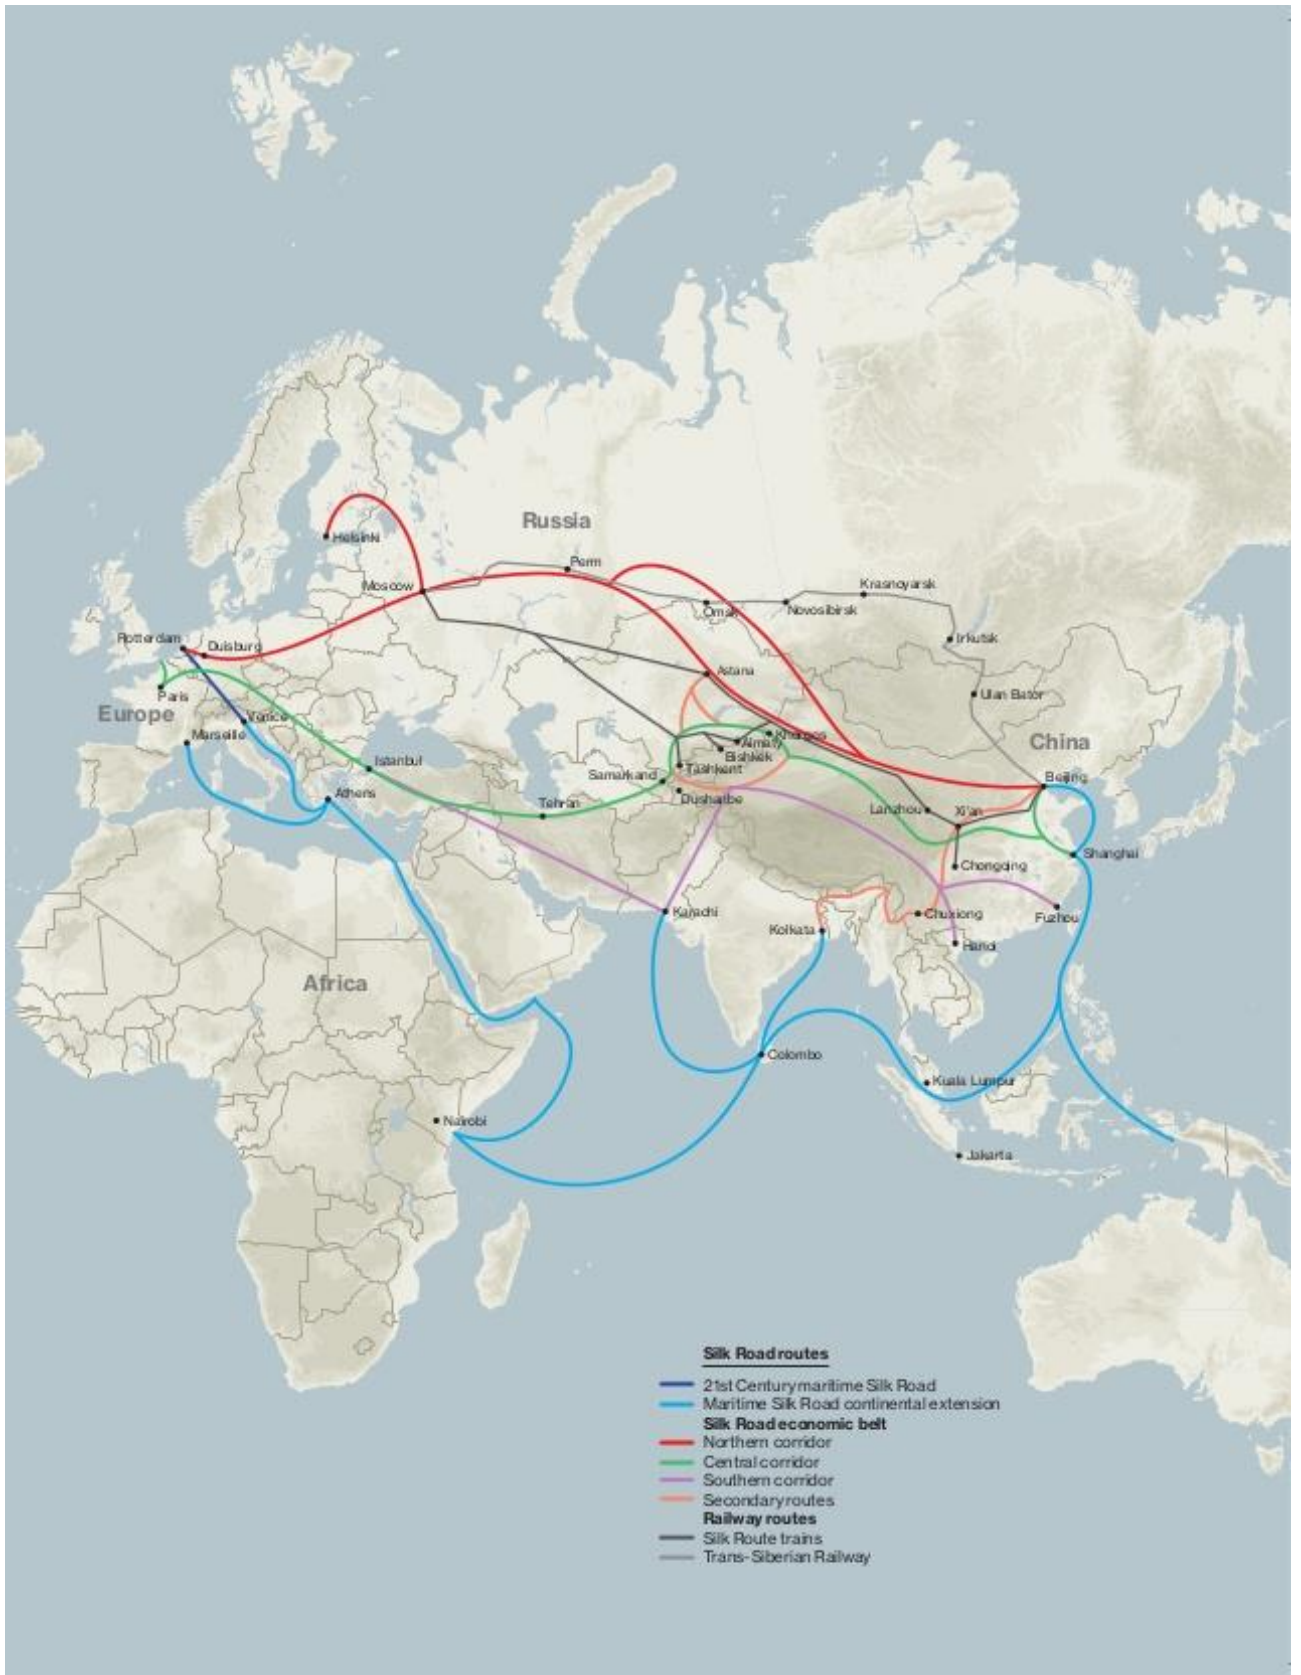 Russia
Helsinki
Perm
Moscow
Krasnoyarsk
Omsk
Novosibirsk
Irkutsk
Rotterdam
Duisburg
Astana
Ulan Bator
Paris
Europe
Venice
Marseille
Khorgos
Almaty
Bishkek
China
Istanbul
Tashkent
Samarkand
Beijing
Athens
Tehran
Dushanbe
Lanzhou
Xi'an
Shanghai
Chongqing
Karachi
Chuxiong
Fuzhou
Kolkata
Hanoi
Africa
Colombo
Kuala Lumpur
Nairobi
Jakarta
Silk Road routes
21st Century maritime Silk Road
Maritime Silk Road continental extension
Silk Road economic belt
Northern corridor
Central corridor
Southern corridor
Secondary routes
Railway routes
Silk Route trains
Trans-Siberian Railway